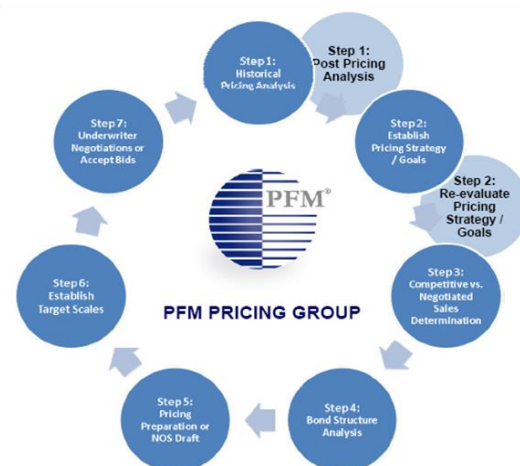 Step 1:
Historical
Pricing Analysis
Step 1:
Post Pricing
Analysis
Step 2:
Establish
Pricing Strategy
/ Goals
Step 2:
Re-evaluate
Pricing
Strategy /
Goals
Step 3:
Competitive vs.
Negotiated
Sales
Determination
Step 4:
Bond Structure
Analysis
Step 5:
Pricing
Preparation or
NOS Draft
Step 6:
Establish
Target Scales
Step 7:
Underwriter
Negotiations or
Accept Bids
PFM®
PFM PRICING GROUP